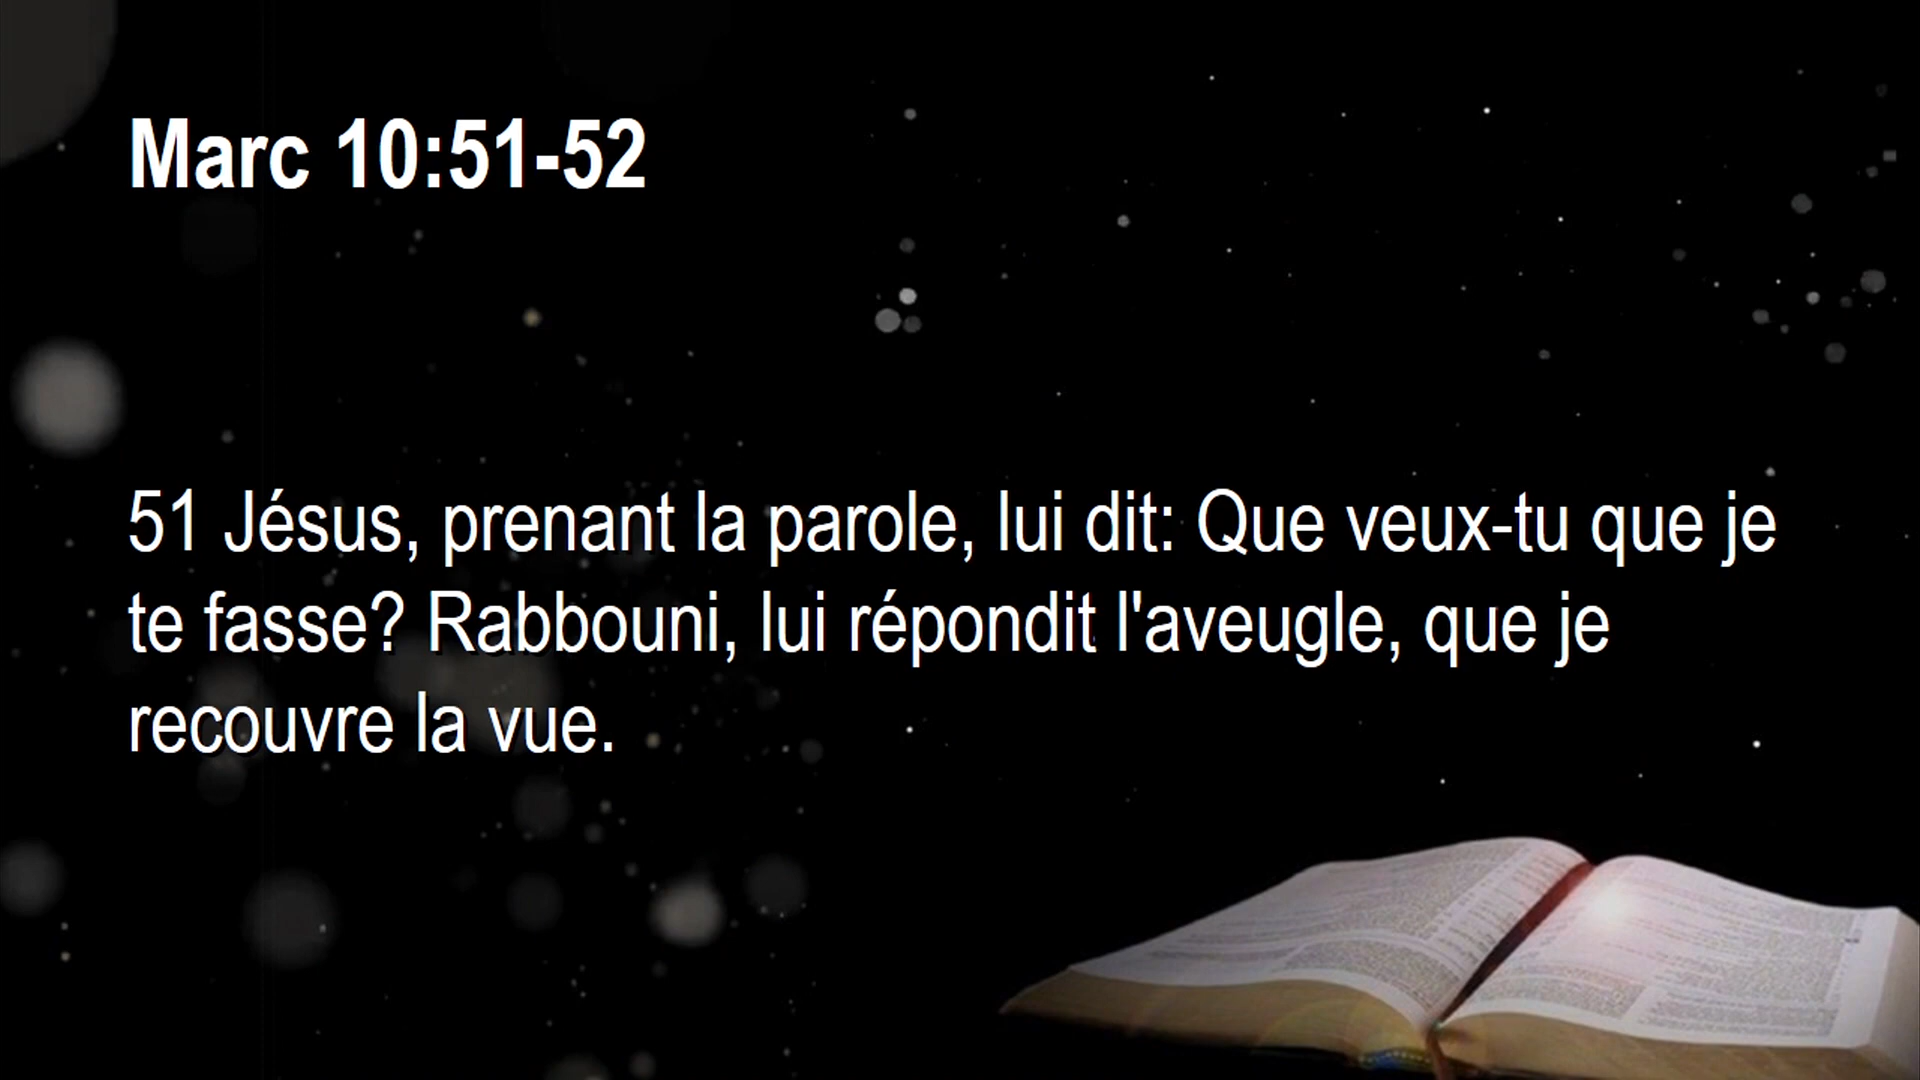 Marc 10:51-52
51 Jésus, prenant la parole, lui dit: Que veux-tu que je
te fasse? Rabbouni, lui répondit l'aveugle, que je
recouvre la vue.